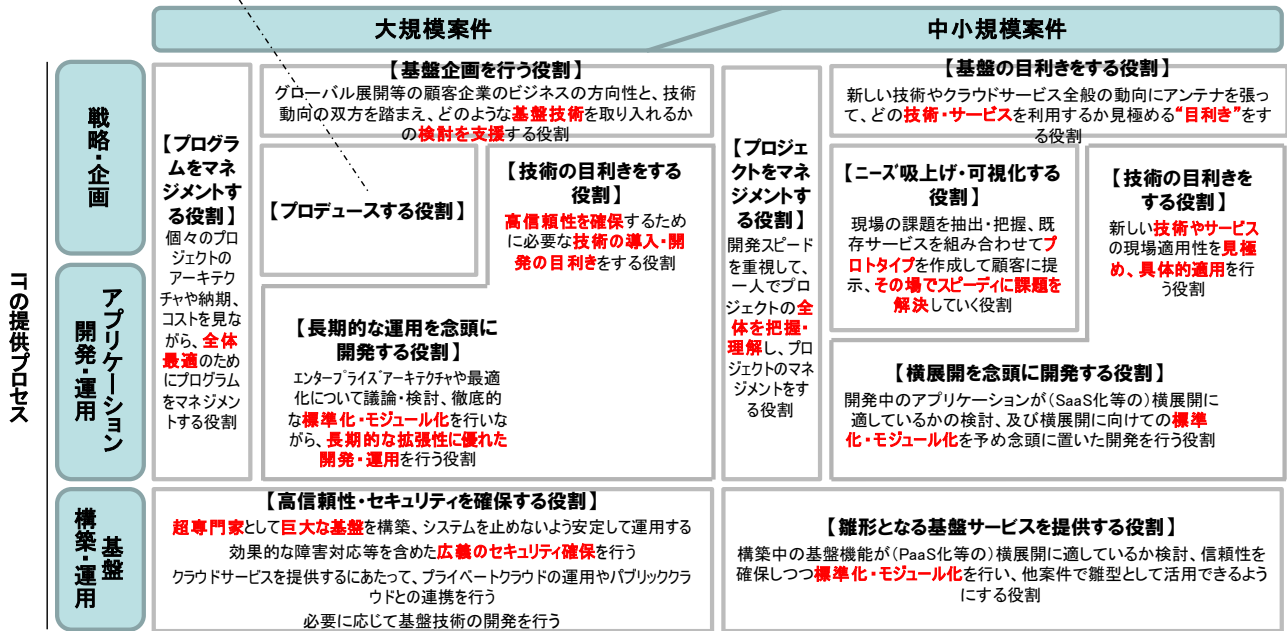 大規模案件
中小規模案件
ITの提供プロセス
戦略・企画
アプリケーション
開発・運用
基盤
構築・運用
【プログラ
ムをマネ
ジメントす
る役割】
個々のプロ
ジェクトの
アーキテク
チャや納期、
コストを見な
がら、全体
最適のため
にプログラム
をマネジメン
トする役割
【基盤企画を行う役割】
グローバル展開等の顧客企業のビジネスの方向性と、技術
動向の双方を踏まえ、どのような基盤技術を取り入れるか
の検討を支援する役割
【プロデュースする役割】
【技術の目利きをする
役割】
高信頼性を確保するため
に必要な技術の導入・開
発の目利きをする役割
【長期的な運用を念頭に
開発する役割】
エンタープライズアーキテクチャや最適
化について議論・検討、徹底的
な標準化・モジュール化を行いな
がら、長期的な拡張性に優れた
開発・運用を行う役割
【プロジェ
クトをマネ
ジメントす
る役割】
開発スピード
を重視して、
一人でプロ
ジェクトの全
体を把握・
理解し、プロ
ジェクトのマネ
ジメントをす
る役割
【基盤の目利きをする役割】
新しい技術やクラウドサービス全般の動向にアンテナを張っ
て、どの技術・サービスを利用するか見極める“目利き”をす
る役割
【ニーズ吸上げ・可視化する
役割】
現場の課題を抽出・把握、既
存サービスを組み合わせてプ
ロトタイプを作成して顧客に提
示、その場でスピーディに課題を
解決していく役割
【技術の目利きを
する役割】
新しい技術やサービス
の現場適用性を見極
め、具体的適用を行
う役割
【横展開を念頭に開発する役割】
開発中のアプリケーションが(SaaS化等の)横展開に
適しているかの検討、及び横展開に向けての標準
化・モジュール化を予め念頭に置いた開発を行う役割
【高信頼性・セキュリティを確保する役割】
超専門家として巨大な基盤を構築、システムを止めないよう安定して運用する
効果的な障害対応等を含めた広義のセキュリティ確保を行う
クラウドサービスを提供するにあたって、プライベートクラウドの運用やパブリッククラ
ウドとの連携を行う
必要に応じて基盤技術の開発を行う
【雛形となる基盤サービスを提供する役割】
構築中の基盤機能が(PaaS化等の)横展開に適しているか検討、信頼性を
確保しつつ標準化・モジュール化を行い、他案件で雛型として活用できるよう
にする役割